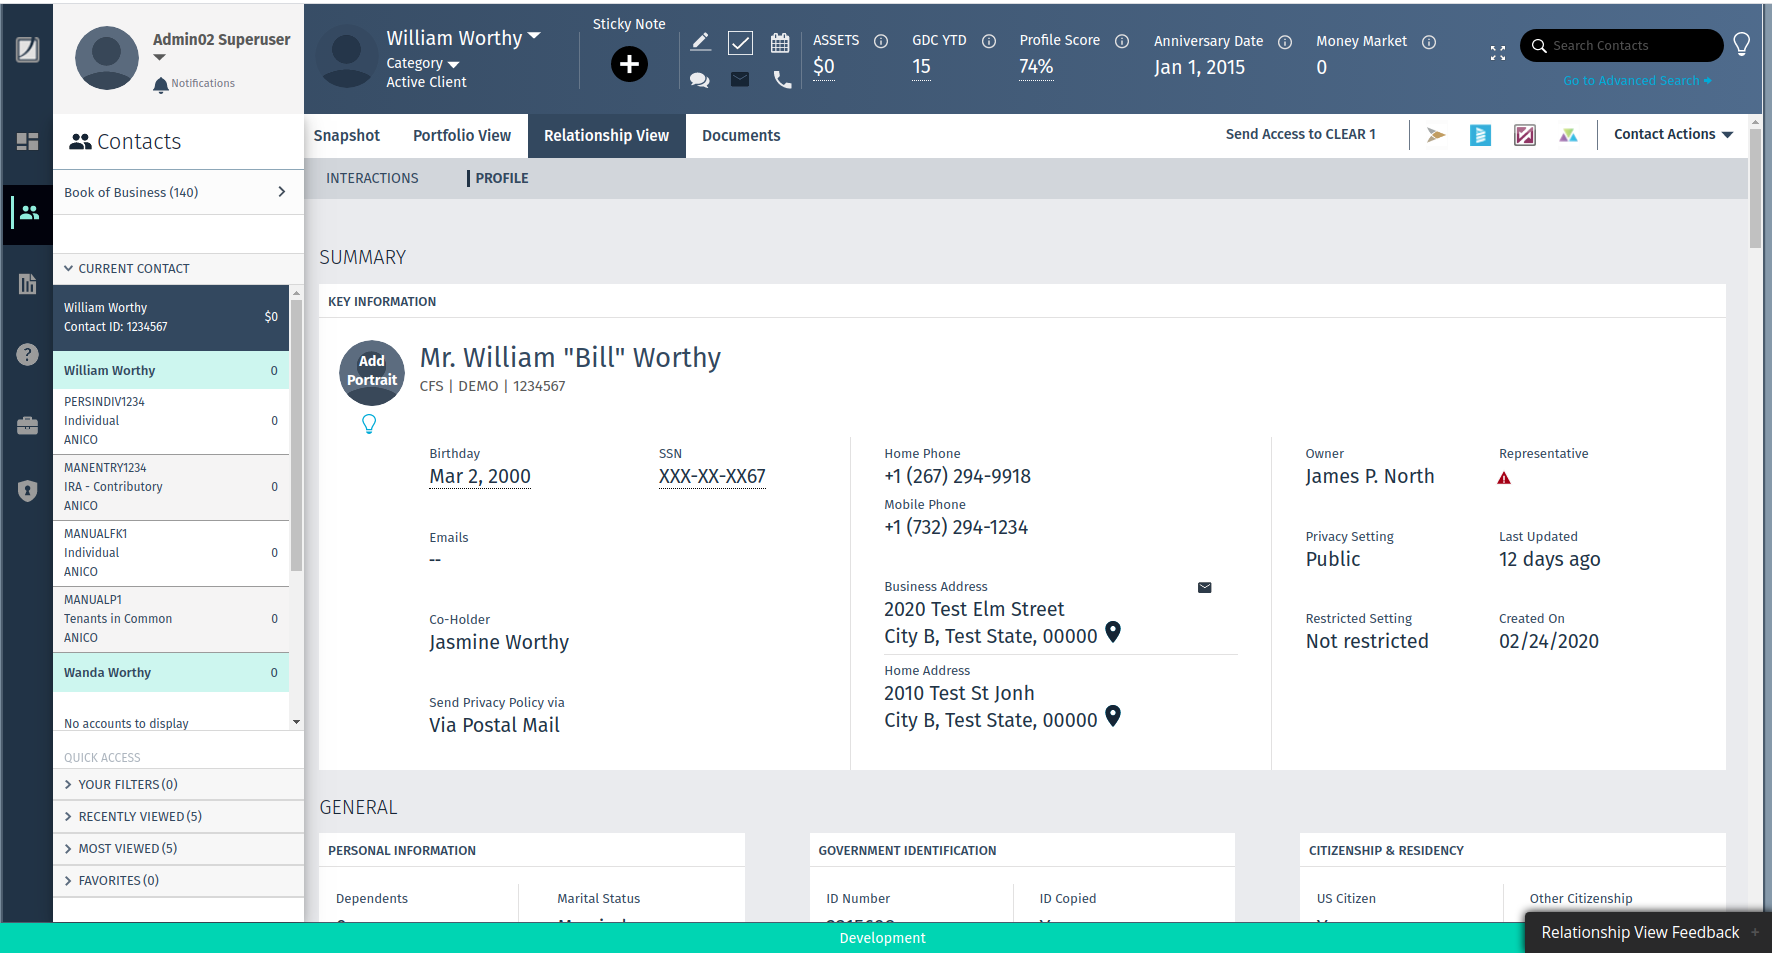 Admin02 Superuser
Notifications
Contacts
Book of Business (140)
CURRENT CONTACT
William Worthy
Contact ID: 1234567
$0
William Worthy 0
PERSINDIV1234
Individual 0
ANICO
MANENTRY1234
IRA - Contributory 0
ANICO
MANUALFK1
Individual 0
ANICO
MANUALP1
Tenants in Common 0
ANICO
Wanda Worthy 0
No accounts to display
QUICK ACCESS
YOUR FILTERS (0)
RECENTLY VIEWED (5)
MOST VIEWED (5)
FAVORITES (0)
William Worthy
Category
Active Client
Sticky Note
ASSETS
$0
GDC YTD
15
Profile Score
74%
Anniversary Date
Jan 1, 2015
Money Market
0
Search Contacts
Go to Advanced Search
Snapshot Portfolio View Relationship View Documents
Send Access to CLEAR 1
Contact Actions
INTERACTIONS PROFILE
SUMMARY
KEY INFORMATION
Add
Portrait
Mr. William "Bill" Worthy
CFS | DEMO | 1234567
Birthday
Mar 2, 2000
SSN
XXX-XX-XX67
Emails
--
Co-Holder
Jasmine Worthy
Send Privacy Policy via
Via Postal Mail
Home Phone
+1 (267) 294-9918
Mobile Phone
+1 (732) 294-1234
Business Address
2020 Test Elm Street
City B, Test State, 00000
Home Address
2010 Test St Jonh
City B, Test State, 00000
Owner
James P. North
Representative
Privacy Setting
Public
Last Updated
12 days ago
Restricted Setting
Not restricted
Created On
02/24/2020
GENERAL
PERSONAL INFORMATION
Dependents
Marital Status
GOVERNMENT IDENTIFICATION
ID Number
ID Copied
CITIZENSHIP & RESIDENCY
US Citizen
Other Citizenship
Development
Relationship View Feedback +